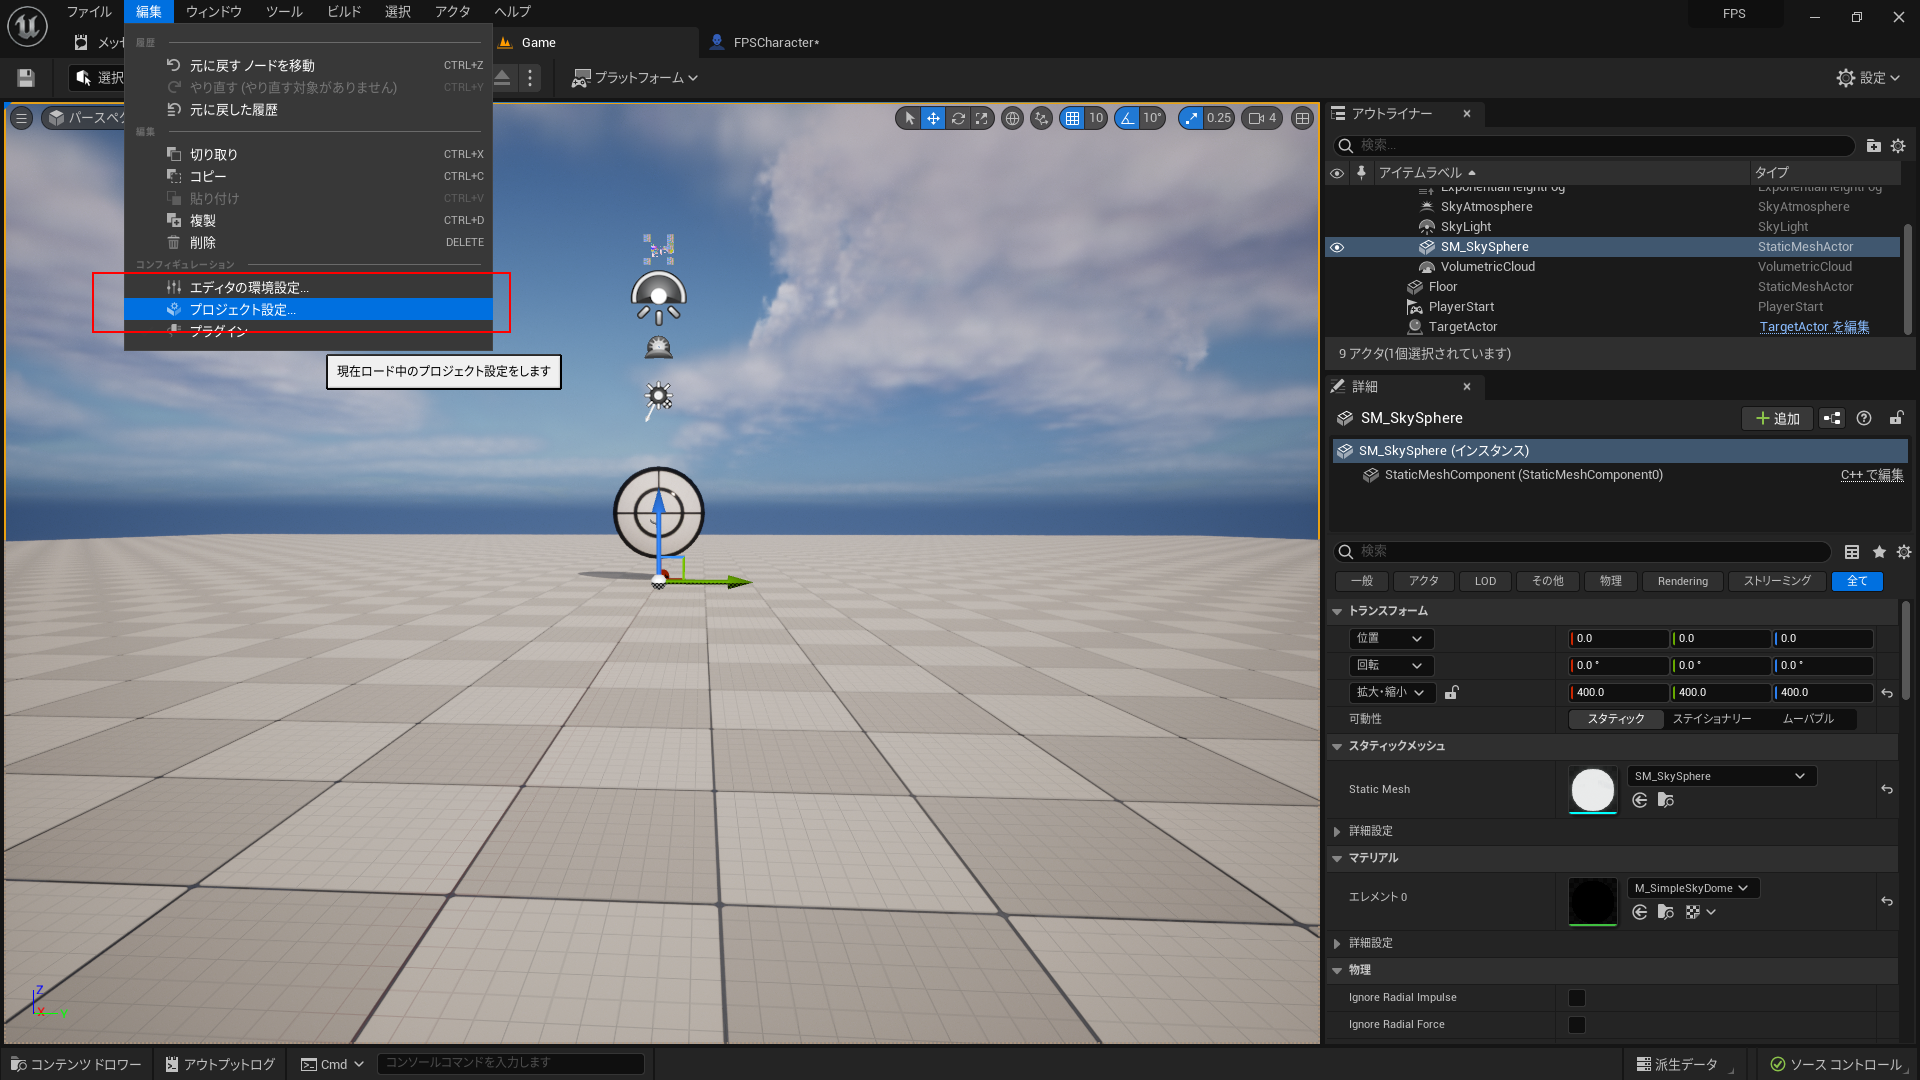 ファイル 編集 ウィンドウ ツール ビルド 選択 アクタ ヘルプ
FPS
メッセ
Game
FPSCharacter*
選択
プラットフォーム
設定
履歴
元に戻す ノードを移動 CTRL+Z
やり直す (やり直す対象がありません) CTRL+Y
元に戻した履歴
編集
切り取り CTRL+X
コピー CTRL+C
貼り付け CTRL+V
複製 CTRL+D
削除 DELETE
コンフィギュレーション
エディタの環境設定...
プロジェクト設定...
プラグイン
現在ロード中のプロジェクト設定をします
パースペク
10 10° 0.25 4
Z
X
Y
アウトライナー
検索...
アイテムラベル タイプ
ExponentialHeightFog ExponentialHeightFog
SkyAtmosphere SkyAtmosphere
SkyLight SkyLight
SM_SkySphere StaticMeshActor
VolumetricCloud VolumetricCloud
Floor StaticMeshActor
PlayerStart PlayerStart
TargetActor TargetActor を編集
9 アクタ(1個選択されています)
詳細
SM_SkySphere
追加
SM_SkySphere (インスタンス)
StaticMeshComponent (StaticMeshComponent0) C++ で編集
検索
一般 アクタ LOD その他 物理 Rendering ストリーミング 全て
トランスフォーム
位置 0.0 0.0 0.0
回転 0.0 ° 0.0 ° 0.0 °
拡大・縮小 400.0 400.0 400.0
可動性 スタティック ステイショナリー ムーバブル
スタティックメッシュ
Static Mesh SM_SkySphere
詳細設定
マテリアル
エレメント 0 M_SimpleSkyDome
詳細設定
物理
Ignore Radial Impulse
Ignore Radial Force
コンテンツ ドロワー アウトプットログ Cmd コンソールコマンドを入力します
派生データ ソース コントロール